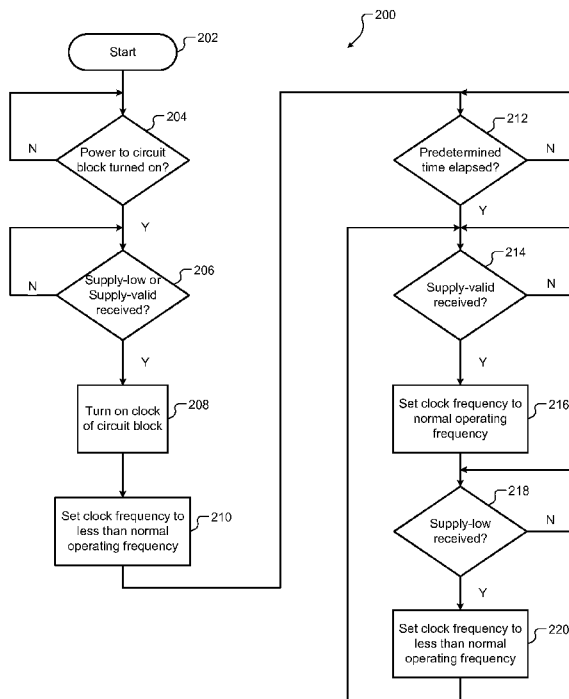 200
Start
202
204
Power to circuit
block turned on?
N
Y
206
Supply-low or
Supply-valid
received?
N
Y
208
Turn on clock
of circuit block
210
Set clock frequency to
less than normal
operating frequency
212
Predetermined
time elapsed?
N
Y
214
Supply-valid
received?
N
Y
Set clock frequency to
normal operating
frequency
216
218
Supply-low
received?
N
Y
Set clock frequency to
less than normal
operating frequency
220